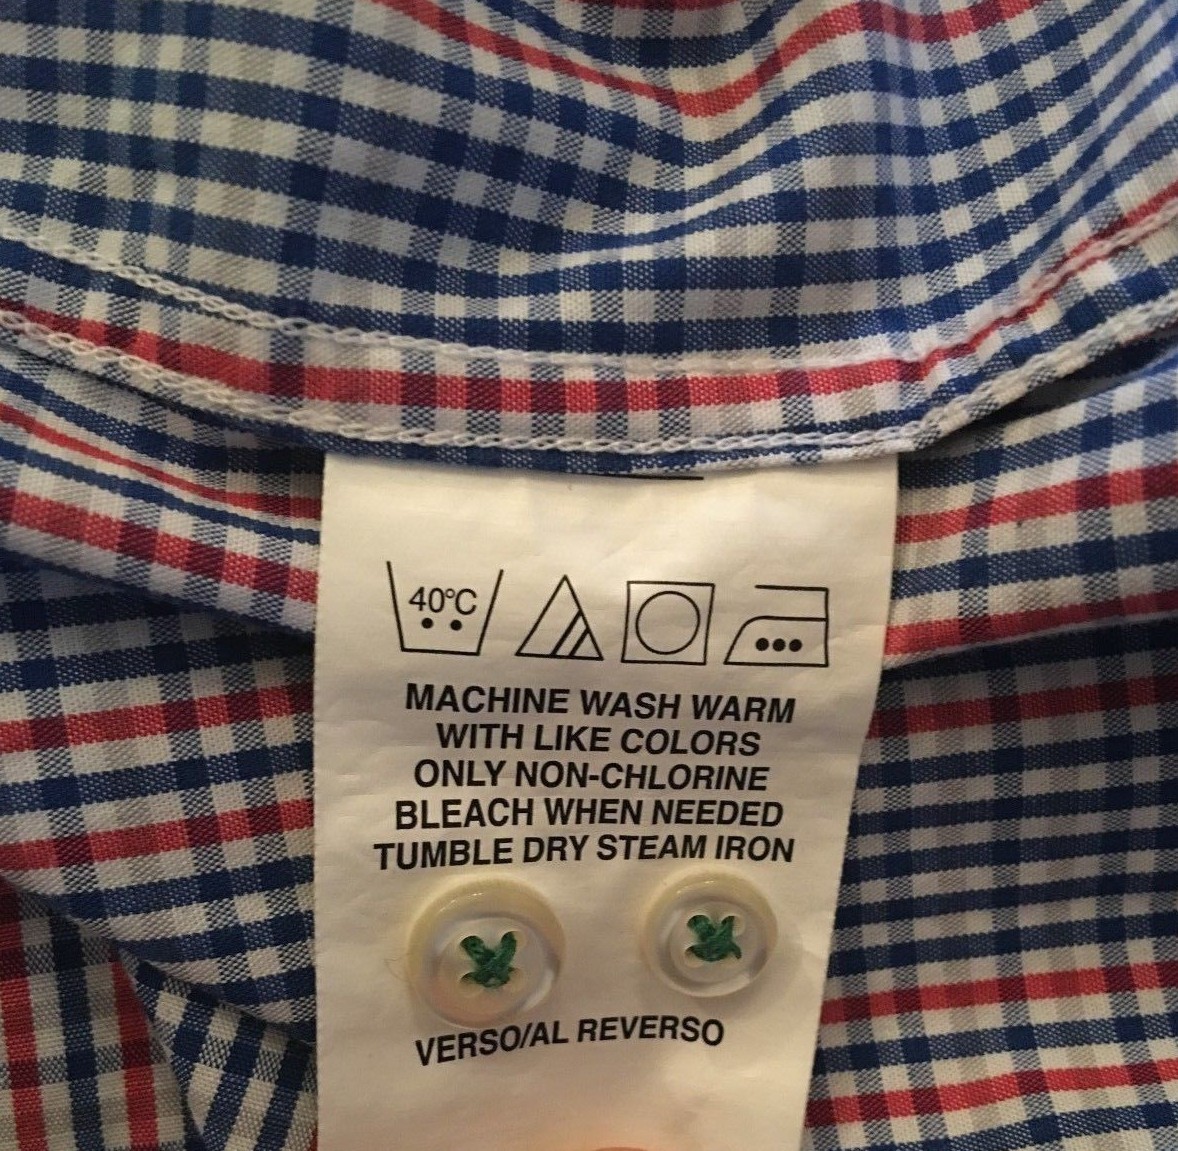 40°C
MACHINE WASH WARM
WITH LIKE COLORS
ONLY NON-CHLORINE
BLEACH WHEN NEEDED
TUMBLE DRY STEAM IRON
VERSO/AL REVERSO